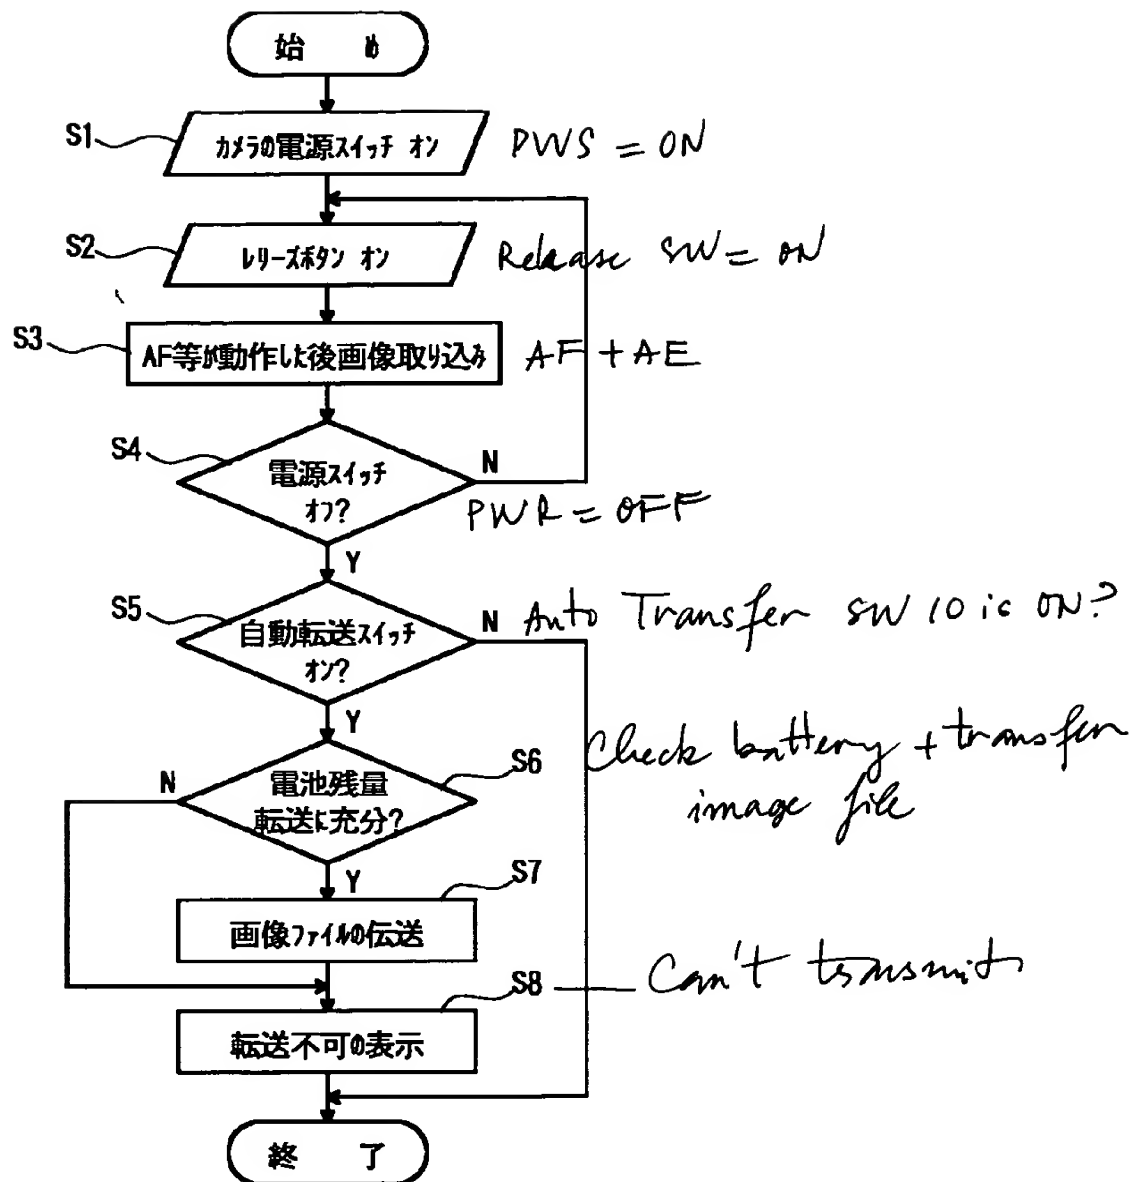 始 め
S1
カメラの電源スイッチ オン
PWS = ON
S2
レリーズボタン オン
Release SW = ON
S3
AF等が動作した後画像取り込み
AF + AE
S4
電源スイッチ
オフ?
N
PWR = OFF
Y
S5
自動転送スイッチ
オン?
N
Auto Transfer SW 10 is ON?
Y
S6
電池残量
転送に充分?
N
Check battery + transfer
image file
Y
S7
画像ファイルの伝送
S8
Can't transmit
転送不可の表示
終 了